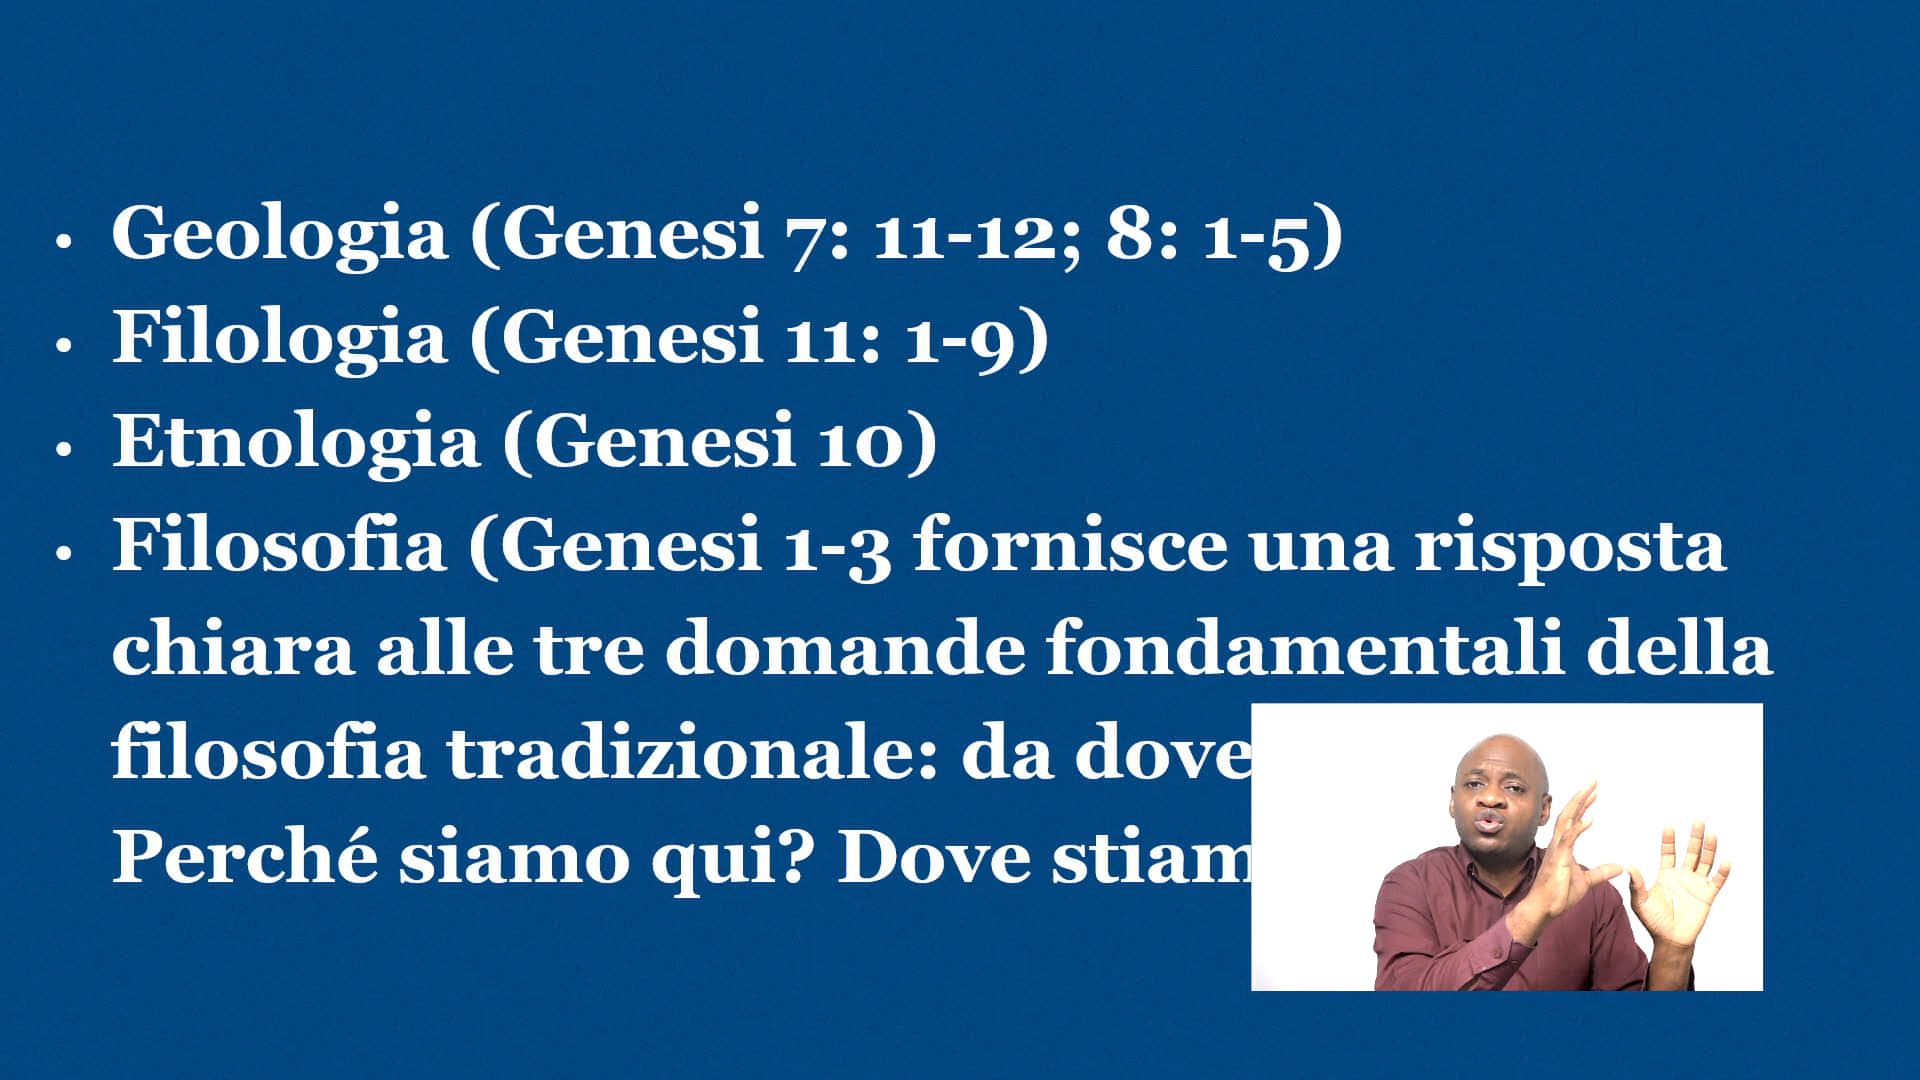 • Geologia (Genesi 7: 11-12; 8: 1-5)
• Filologia (Genesi 11: 1-9)
• Etnologia (Genesi 10)
• Filosofia (Genesi 1-3 fornisce una risposta
chiara alle tre domande fondamentali della
filosofia tradizionale: da dove
Perché siamo qui? Dove